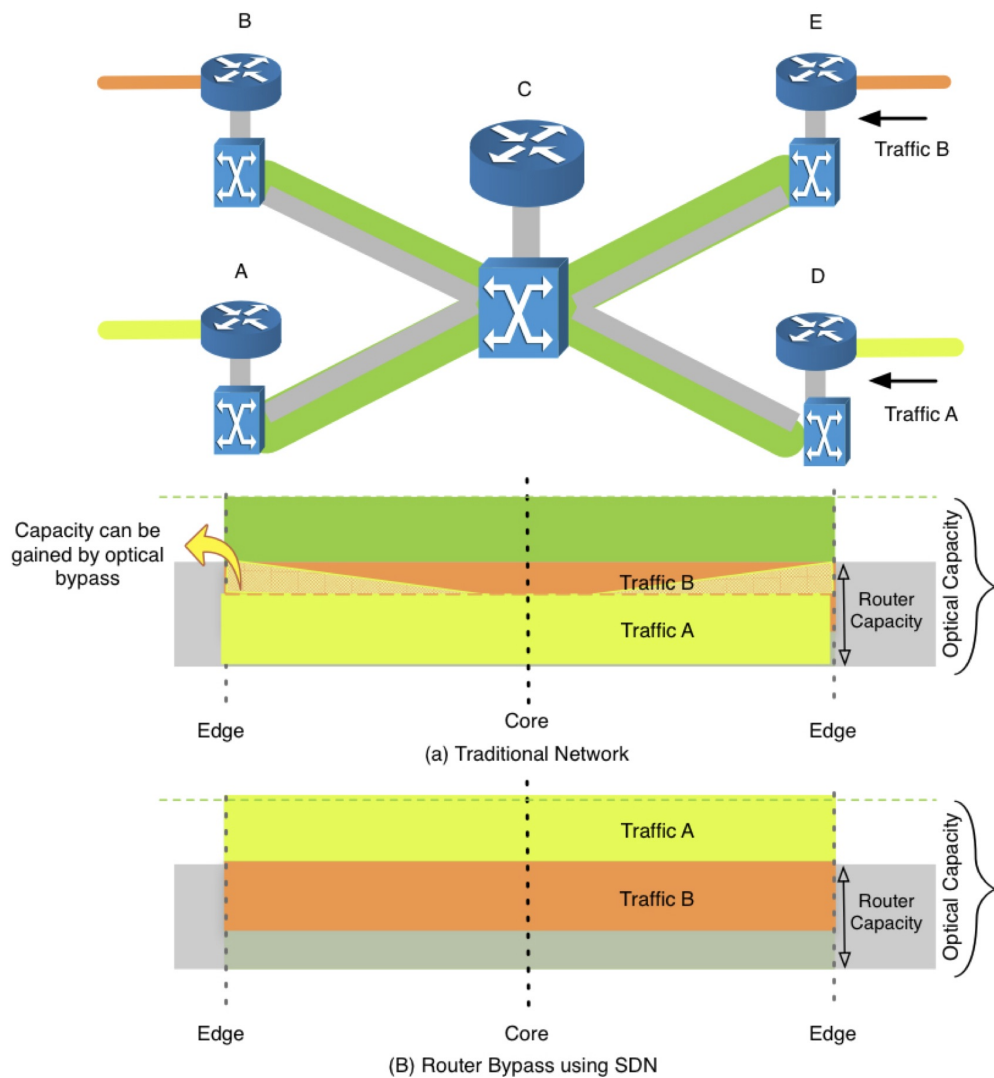 B
E
C
Traffic B
A
D
Traffic A
Capacity can be
gained by optical
bypass
Traffic B
Traffic A
Router
Capacity
Optical Capacity
Edge
Core
Edge
(a) Traditional Network
Traffic A
Traffic B
Router
Capacity
Optical Capacity
Edge
Core
Edge
(B) Router Bypass using SDN